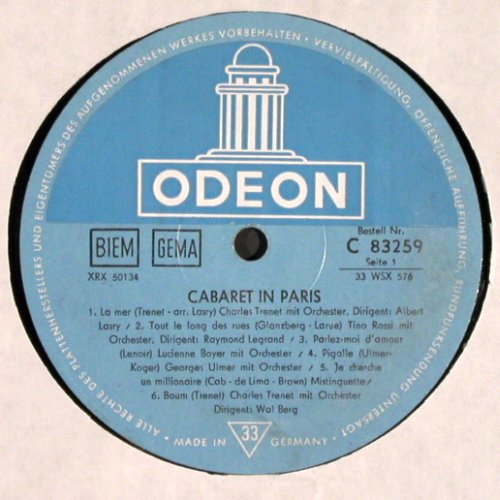 ALLE RECHTE DES PLATTENHERSTELLERS UND EIGENTÜMERS DES AUFGENOMMENEN WERKES VORBEHALTEN · VERVIELFÄLTIGUNG, ÖFFENTLICHE AUFFÜHRUNG, RUNDFUNKSENDUNG UNTERSAGT ·
ODEON
BIEM GEMA
XRX 50134
Bestell Nr.
C 83259
Seite 1
33 WSX 576
CABARET IN PARIS
1. La mer (Trenet - arr. Lasry) Charles Trenet mit Orchester, Dirigent: Albert
Lasry / 2. Tout le long des rues (Glanzberg - Larue) Tino Rossi mit
Orchester, Dirigent: Raymond Legrand / 3. Parlez-moi d'amour
(Lenoir) Lucienne Boyer mit Orchester / 4. Pigalle (Ulmer-
Koger) Georges Ulmer mit Orchester / 5. Je cherche
un millionaire (Cab - de Lima - Brown) Mistinguette /
6. Boum (Trenet) Charles Trenet mit Orchester
Dirigent: Wal Berg
MADE IN 33 GERMANY